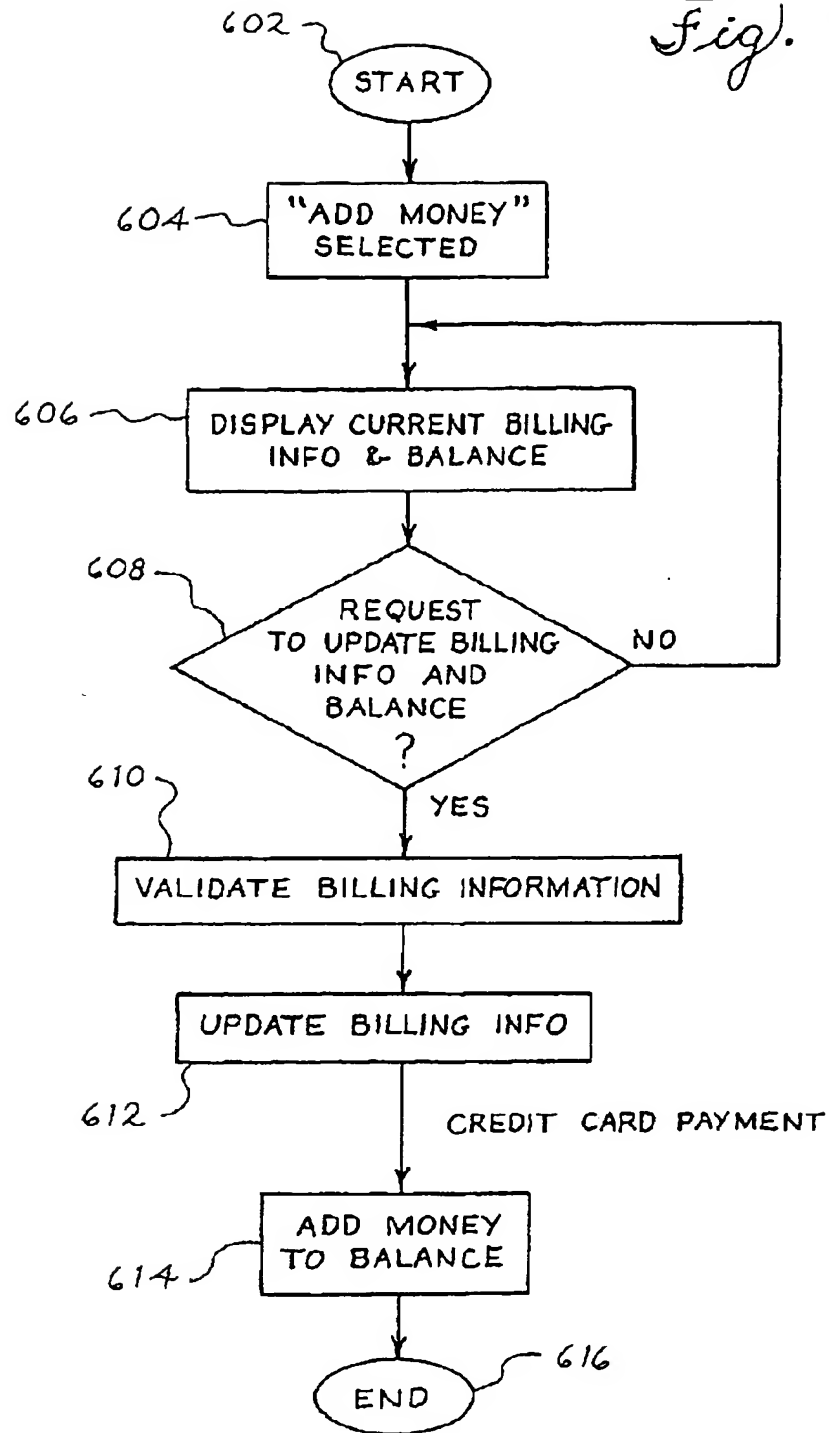 Fig.
602
START
604
"ADD MONEY"
SELECTED
606
DISPLAY CURRENT BILLING
INFO & BALANCE
608
REQUEST
TO UPDATE BILLING
INFO AND
BALANCE
?
NO
610
YES
VALIDATE BILLING INFORMATION
UPDATE BILLING INFO
612
CREDIT CARD PAYMENT
ADD MONEY
TO BALANCE
614
616
END